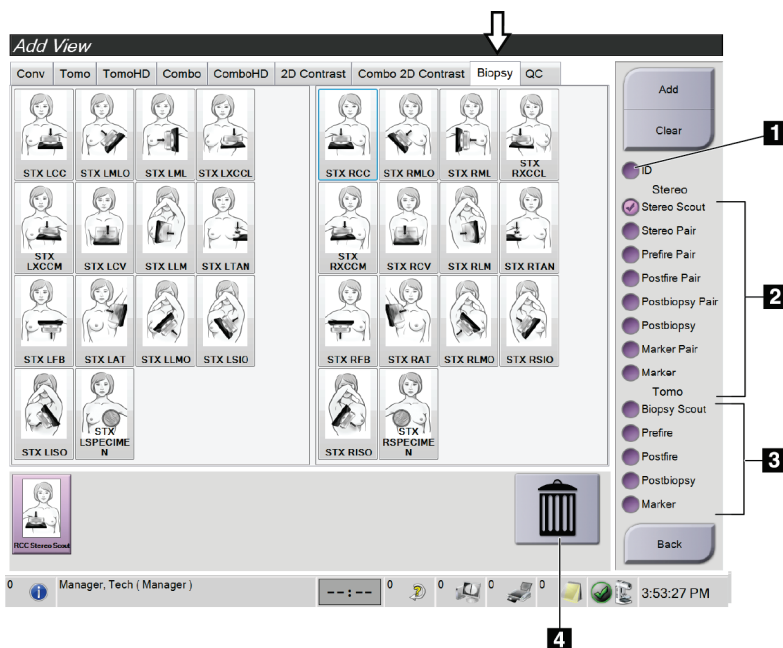 Add View
Conv Tomo TomoHD Combo ComboHD 2D Contrast Combo 2D Contrast Biopsy QC
STX LCC STX LMLO STX LML STX LXCCL
STX RCC STX RMLO STX RML STX
RXCCL
STX
LXCCM STX LCV STX LLM STX LTAN
STX
RXCCM STX RCV STX RLM STX RTAN
STX LFB STX LAT STX LLMO STX LSIO
STX RFB STX RAT STX RLMO STX RSIO
STX LISO STX
LSPECIME
N
STX RISO STX
RSPECIME
N
Add
Clear
1
ID
Stereo
Stereo Scout
Stereo Pair
Prefire Pair
Postfire Pair
Postbiopsy Pair
Postbiopsy
Marker Pair
Marker
2
Tomo
Biopsy Scout
Prefire
Postfire
Postbiopsy
Marker
3
Back
RCC Stereo Scout
0 Manager, Tech ( Manager ) --:-- 0 0 0 0 3:53:27 PM
4